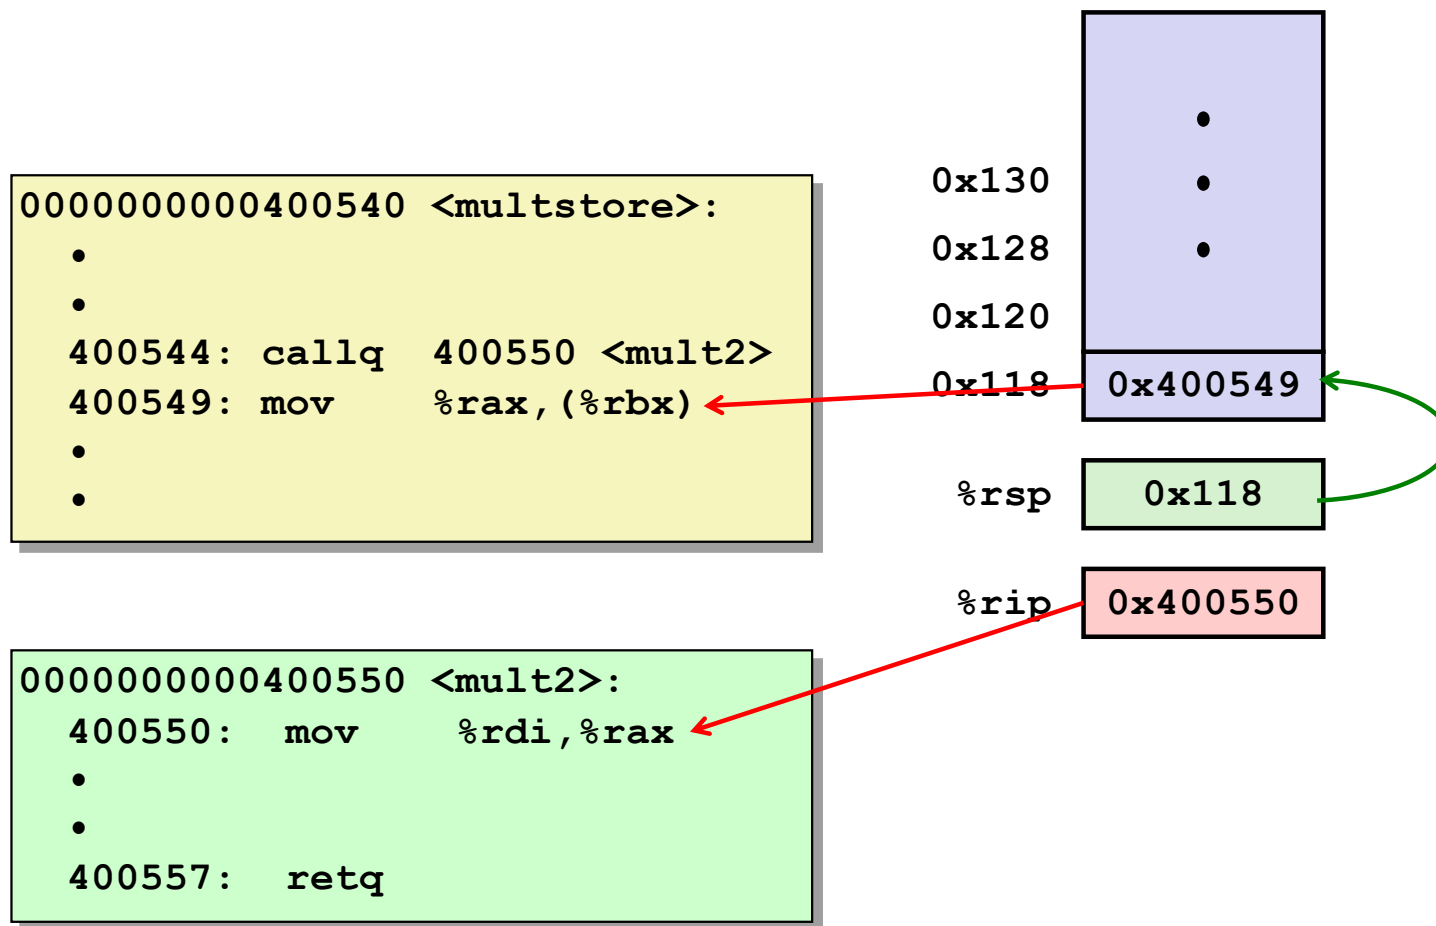 0000000000400540 <multstore>:
•
•
400544: callq 400550 <mult2>
400549: mov %rax,(%rbx)
•
•
0000000000400550 <mult2>:
400550: mov %rdi,%rax
•
•
400557: retq
•
0x130 •
0x128 •
0x120
0x118 0x400549
%rsp 0x118
%rip 0x400550